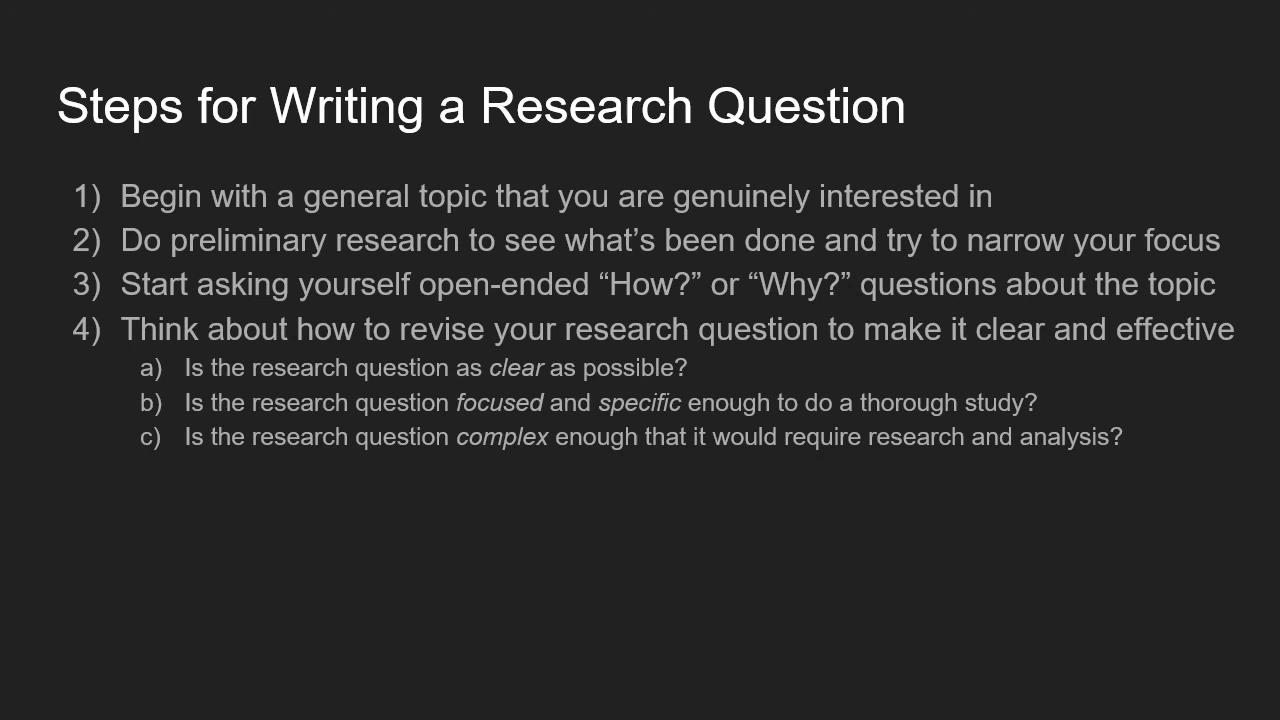 Steps for Writing a Research Question
1) Begin with a general topic that you are genuinely interested in
2) Do preliminary research to see what’s been done and try to narrow your focus
3) Start asking yourself open-ended “How?” or “Why?” questions about the topic
4) Think about how to revise your research question to make it clear and effective
a) Is the research question as clear as possible?
b) Is the research question focused and specific enough to do a thorough study?
c) Is the research question complex enough that it would require research and analysis?